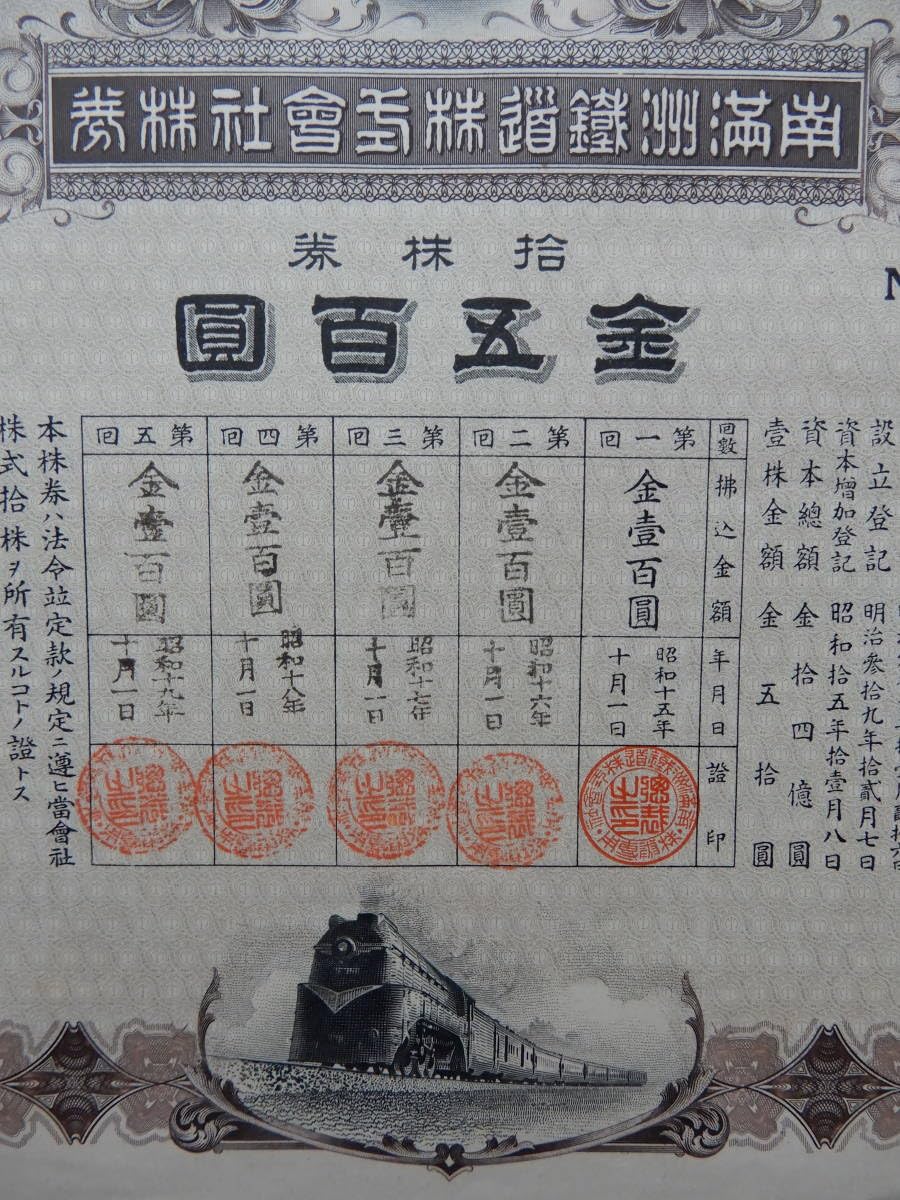 南滿洲鐵道株式會社株券
拾株券
金五百圓
設立登記 明治參拾九年拾貳月七日
資本增加登記 昭和拾五年拾壹月八日
資本總額 金拾四億圓
壹株金額 金五拾圓
回數 拂込金額 年月日 證印
第一回 金壹百圓 昭和十五年十月一日
第二回 金壹百圓 昭和十六年十月一日
第三回 金壹百圓 昭和十七年十月一日
第四回 金壹百圓 昭和十八年十月一日
第五回 金壹百圓 昭和十九年十月一日
本株券ハ法令竝定款ノ規定ニ遵ヒ當會社
株式拾株ヲ所有スルコトノ證トス